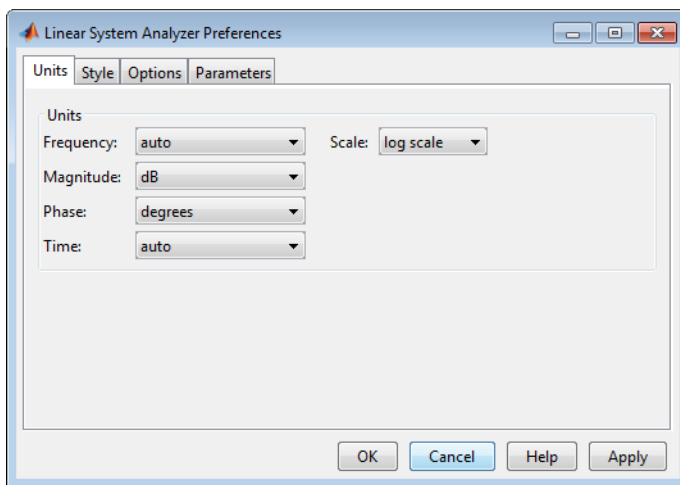 Linear System Analyzer Preferences
Units Style Options Parameters
Units
Frequency: auto Scale: log scale
Magnitude: dB
Phase: degrees
Time: auto
OK Cancel Help Apply